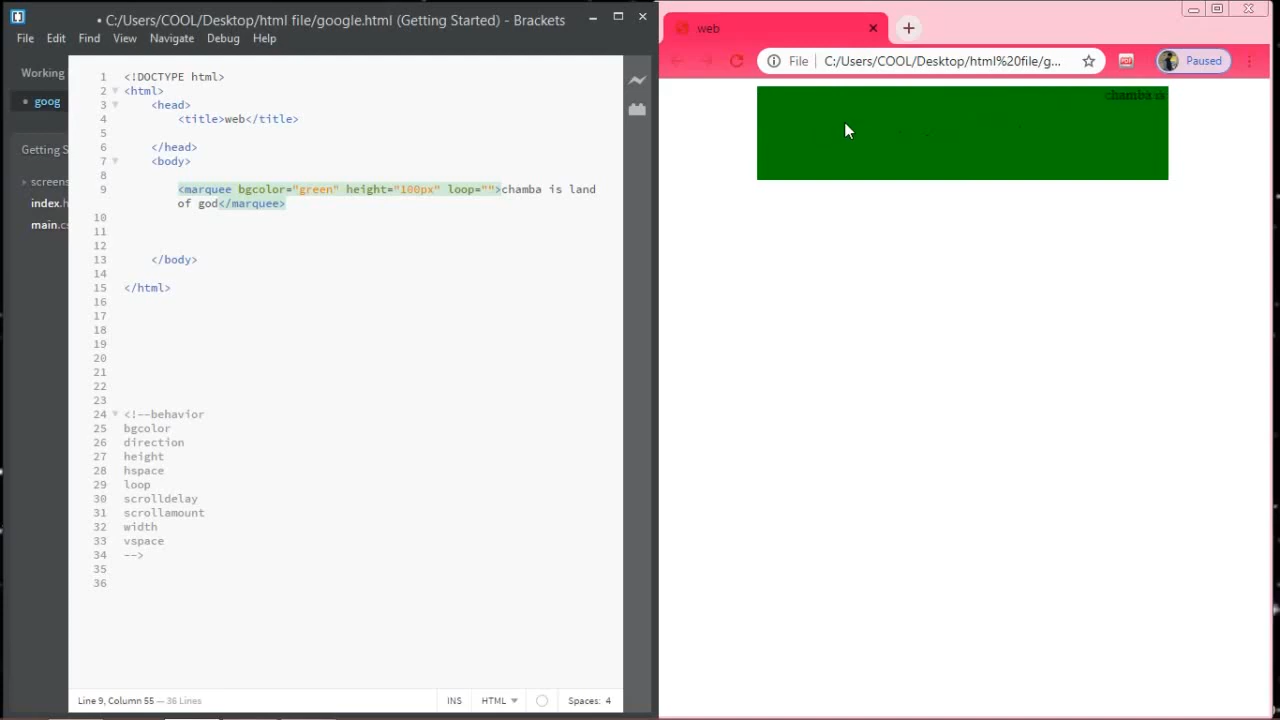 • C:/Users/COOL/Desktop/html file/google.html (Getting Started) - Brackets
File Edit Find View Navigate Debug Help
Working
goog
Getting S
screens
index.h
main.cs
1 <!DOCTYPE html>
2 <html>
3 <head>
4 <title>web</title>
5
6 </head>
7 <body>
8
9 <marquee bgcolor="green" height="100px" loop="">chamba is land
of god</marquee>
10
11
12
13 </body>
14
15 </html>
16
17
18
19
20
21
22
23
24 <!--behavior
25 bgcolor
26 direction
27 height
28 hspace
29 loop
30 scrolldelay
31 scrollamount
32 width
33 vspace
34 -->
35
36
Line 9, Column 55 — 36 Lines
INS HTML Spaces: 4
web
File C:/Users/COOL/Desktop/html%20file/g... PDF Paused
chamba is